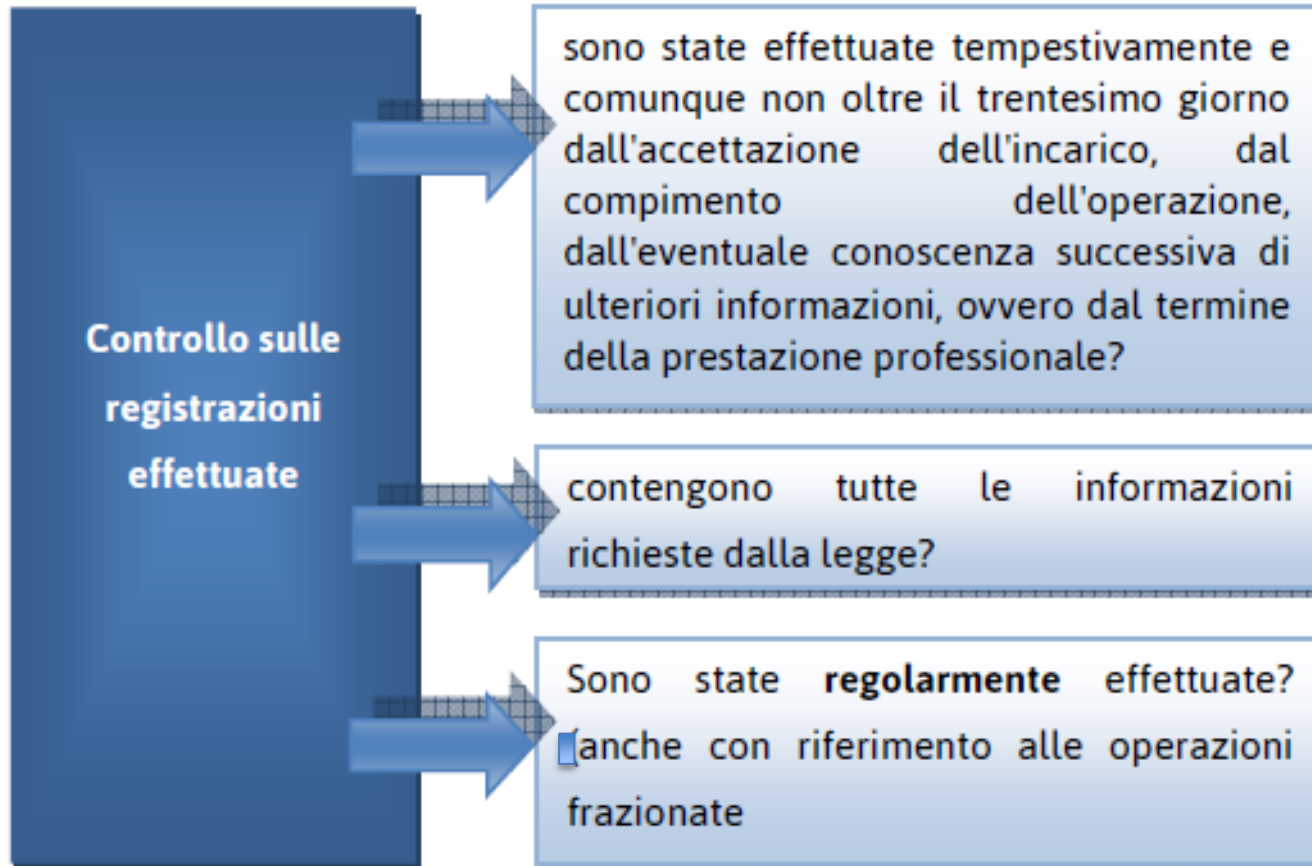 Controllo sulle
registrazioni
effettuate
sono state effettuate tempestivamente e
comunque non oltre il trentesimo giorno
dall'accettazione dell'incarico, dal
compimento dell'operazione,
dall'eventuale conoscenza successiva di
ulteriori informazioni, ovvero dal termine
della prestazione professionale?
contengono tutte le informazioni
richieste dalla legge?
Sono state regolarmente effettuate?
(anche con riferimento alle operazioni
frazionate